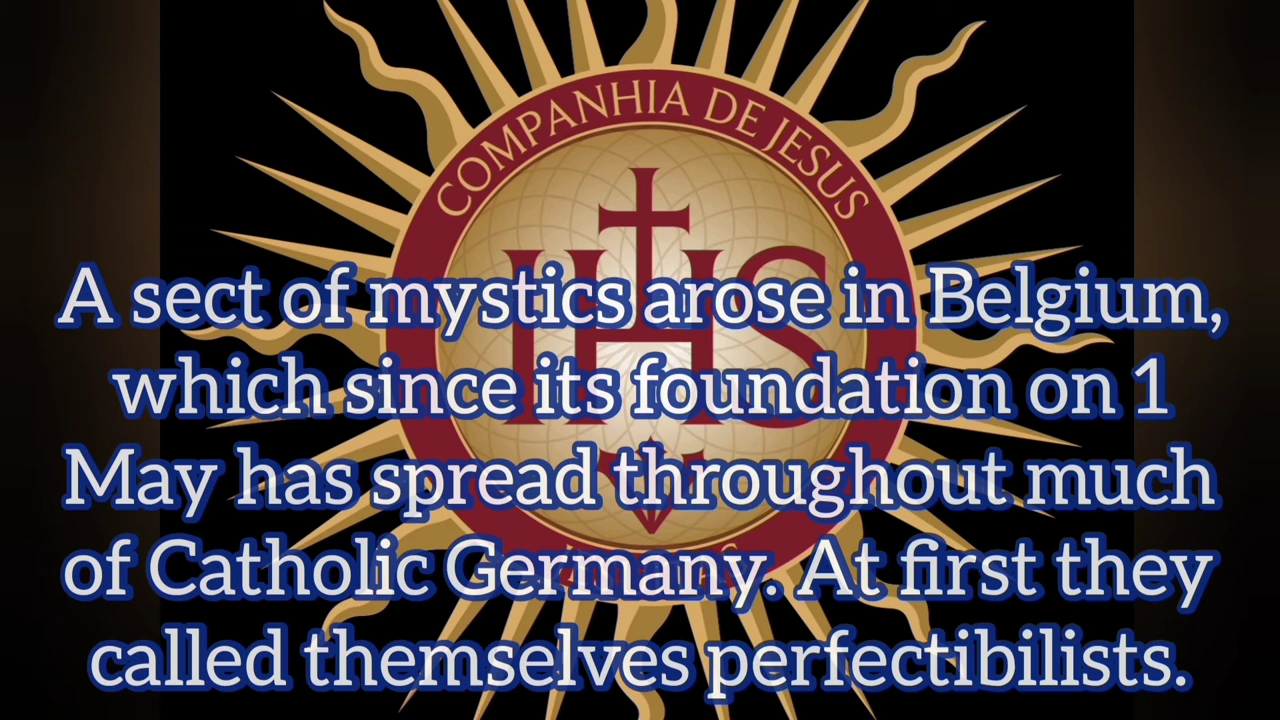 COMPANHIA DE JESUS
IHS
A sect of mystics arose in Belgium,
which since its foundation on 1
May has spread throughout much
of Catholic Germany. At first they
called themselves perfectibilists.